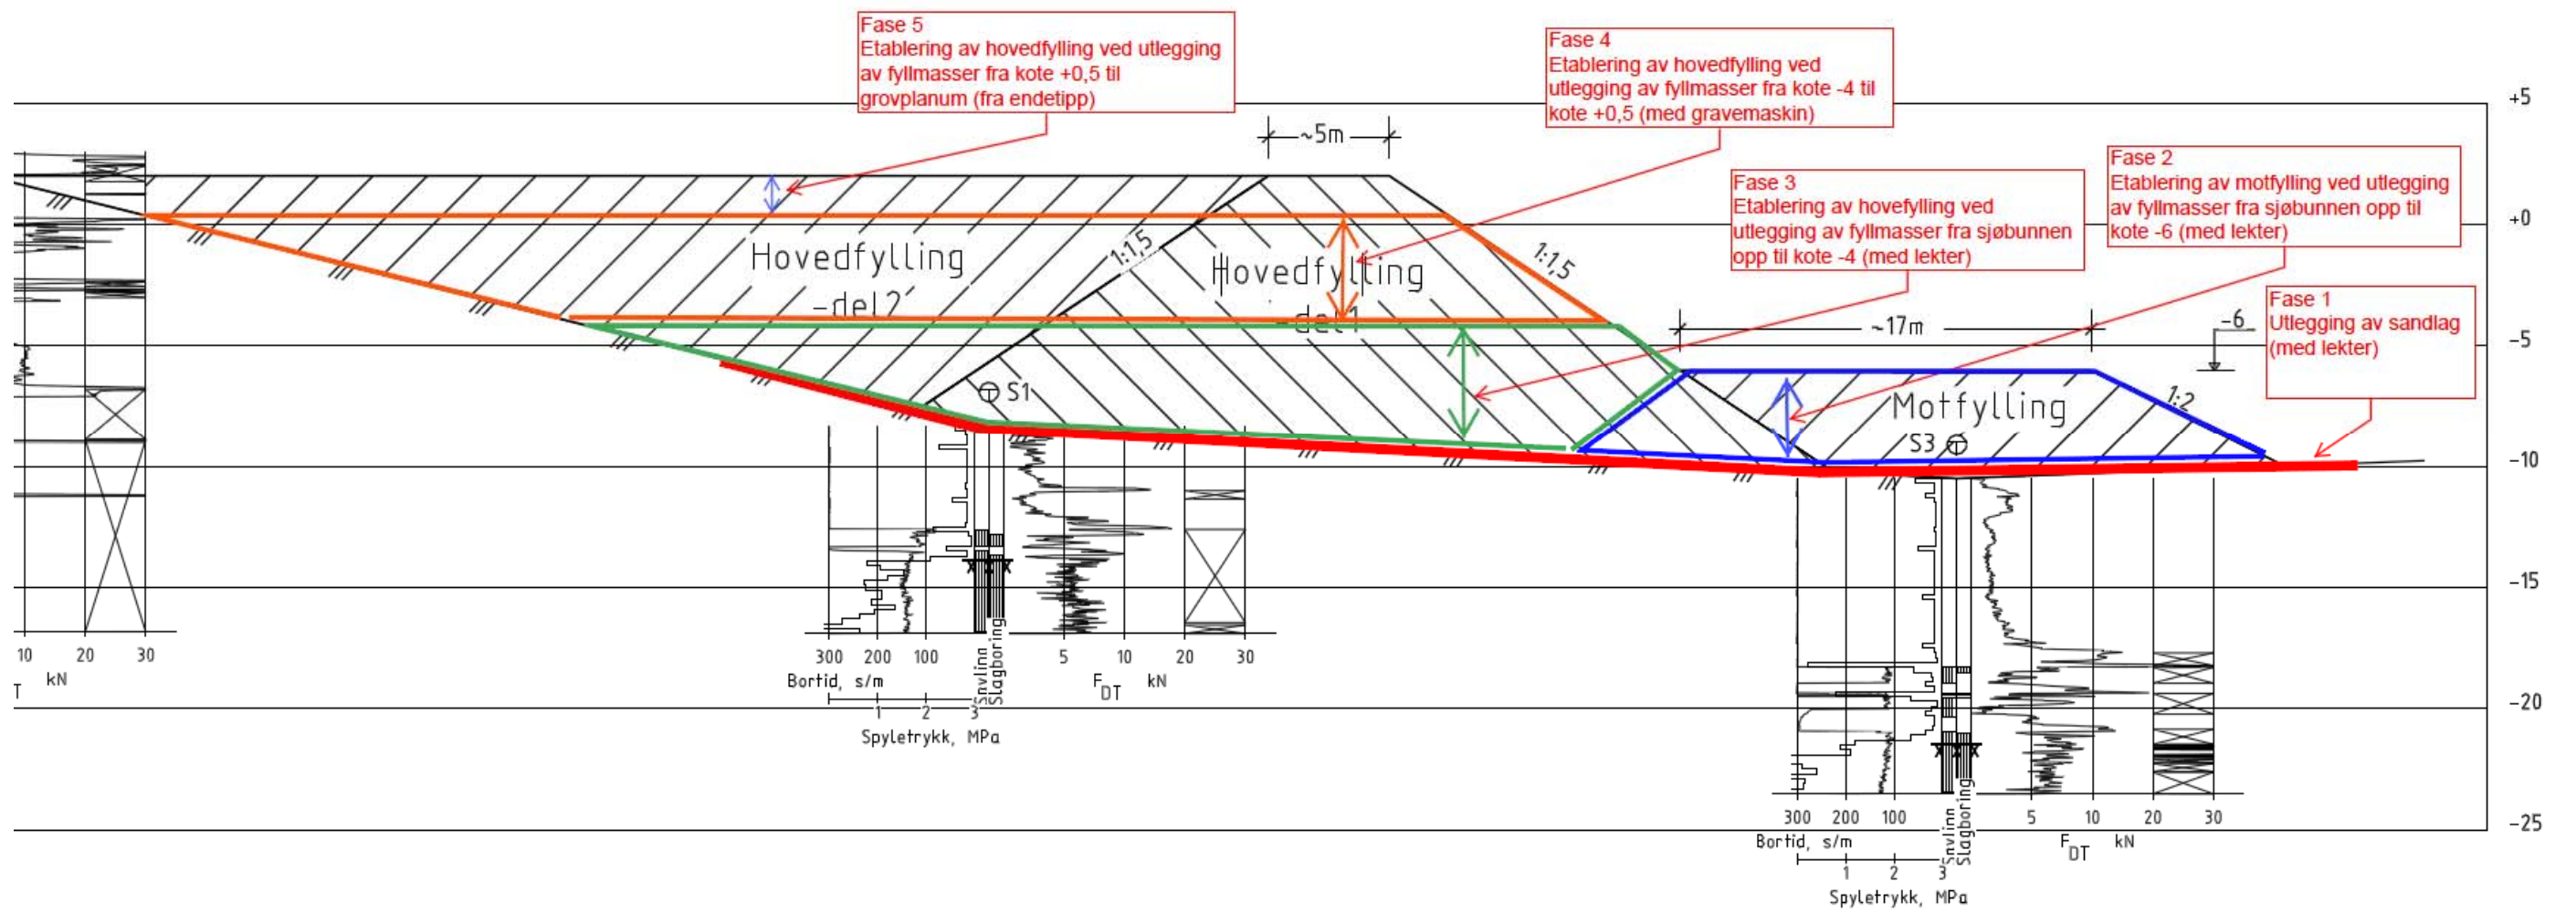 Fase 5
Etablering av hovedfylling ved utlegging
av fyllmasser fra kote +0,5 til
grovplanum (fra endetipp)
Fase 4
Etablering av hovedfylling ved
utlegging av fyllmasser fra kote -4 til
kote +0,5 (med gravemaskin)
Fase 3
Etablering av hovefylling ved
utlegging av fyllmasser fra sjøbunnen
opp til kote -4 (med lekter)
Fase 2
Etablering av motfylling ved utlegging
av fyllmasser fra sjøbunnen opp til
kote -6 (med lekter)
Fase 1
Utlegging av sandlag
(med lekter)
+5
+0
-5
-10
-15
-20
-25
~5m
~17m
-6
1:1,5
1:1,5
1:2
Hovedfylling
-del2
Hovedfylling
-del1
Motfylling
S1
S3
10 20 30
T kN
300 200 100
Bortid, s/m
1 2 3
Spyletrykk, MPa
Snvlinn
Slagboring
5 10 20 30
FDT kN
300 200 100
Bortid, s/m
1 2 3
Spyletrykk, MPa
Snvlinn
Slagboring
5 10 20 30
FDT kN